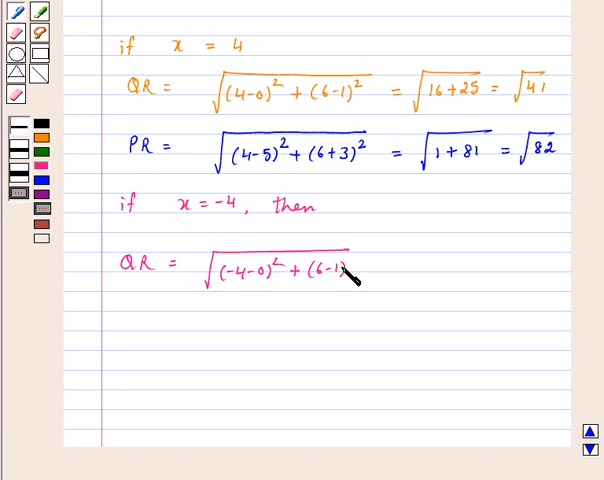 if x = 4
QR = √(4-0)² + (6-1)² = √16+25 = √41
PR = √(4-5)² + (6+3)² = √1+81 = √82
if x = -4, then
QR = √(-4-0)² + (6-1)